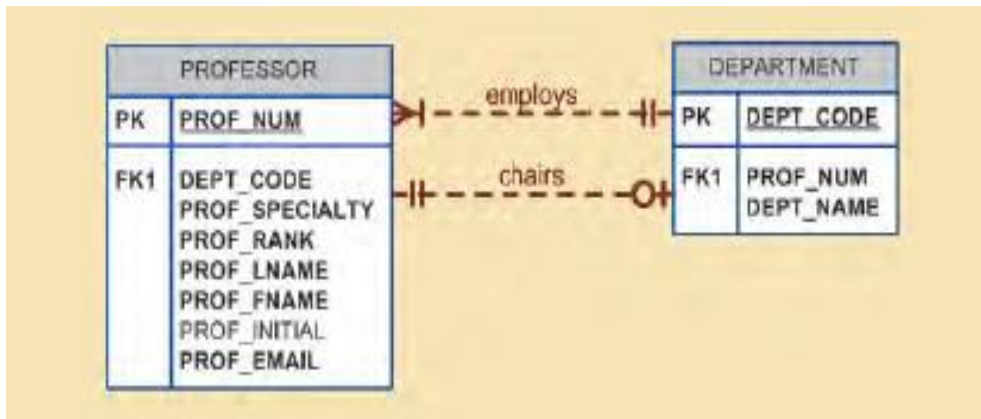 PROFESSOR
PK PROF_NUM
FK1 DEPT_CODE
PROF_SPECIALTY
PROF_RANK
PROF_LNAME
PROF_FNAME
PROF_INITIAL
PROF_EMAIL
employs
chairs
DEPARTMENT
PK DEPT_CODE
FK1 PROF_NUM
DEPT_NAME